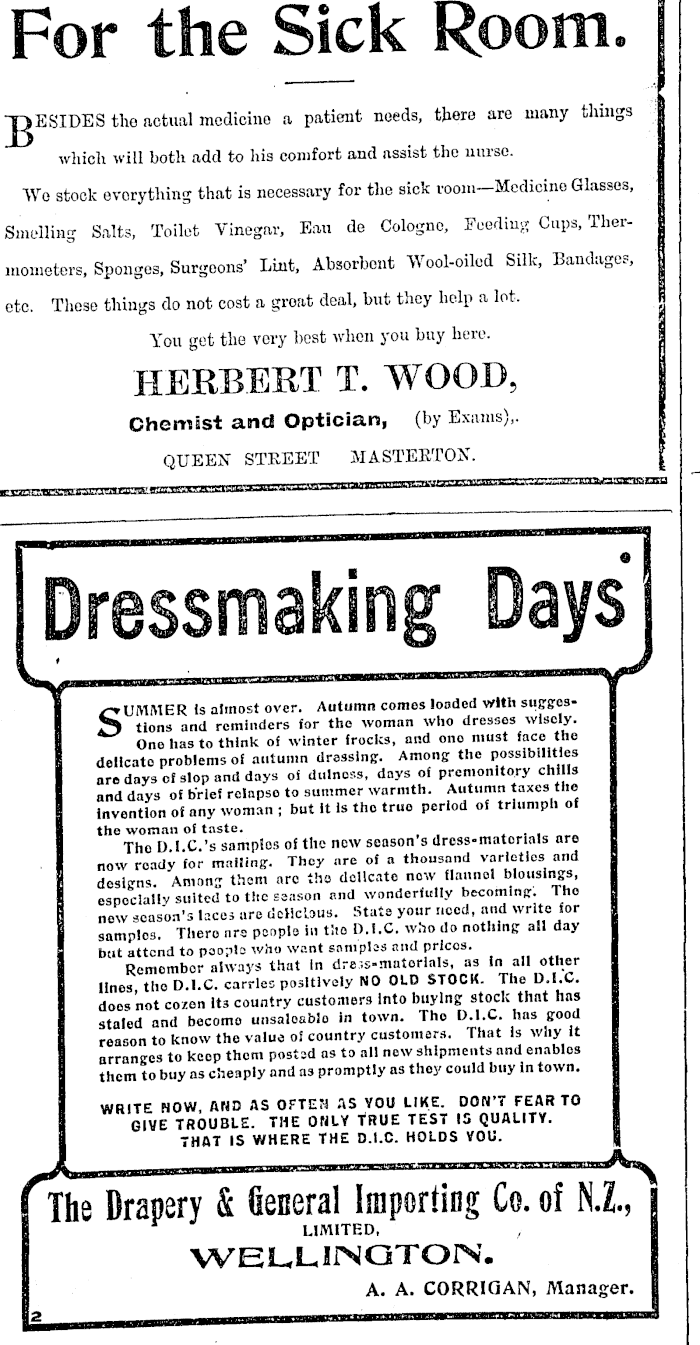 For the Sick Room.
BESIDES the actual medicine a patient needs, there are many things
which will both add to his comfort and assist the nurse.
We stock everything that is necessary for the sick room—Medicine Glasses,
Smelling Salts, Toilet Vinegar, Eau de Cologne, Feeding Cups, Ther-
mometers, Sponges, Surgeons' Lint, Absorbent Wool-oiled Silk, Bandages,
etc. These things do not cost a great deal, but they help a lot.
You get the very best when you buy here.
HERBERT T. WOOD,
Chemist and Optician, (by Exams),.
QUEEN STREET MASTERTON.
Dressmaking Days
SUMMER is almost over. Autumn comes loaded with sugges-
tions and reminders for the woman who dresses wisely.
One has to think of winter frocks, and one must face the
delicate problems of autumn dressing. Among the possibilities
are days of slop and days of dulness, days of premonitory chills
and days of brief relapse to summer warmth. Autumn taxes the
invention of any woman; but it is the true period of triumph of
the woman of taste.
The D.I.C.'s samples of the new season's dress-materials are
now ready for mailing. They are of a thousand varieties and
designs. Among them are the delicate new flannel blousings,
especially suited to the season and wonderfully becoming. The
new season's laces are delicious. State your need, and write for
samples. There are people in the D.I.C. who do nothing all day
but attend to people who want samples and prices.
Remember always that in dress-materials, as in all other
lines, the D.I.C. carries positively NO OLD STOCK. The D.I.C.
does not cozen its country customers into buying stock that has
staled and become unsaleable in town. The D.I.C. has good
reason to know the value of country customers. That is why it
arranges to keep them posted as to all new shipments and enables
them to buy as cheaply and as promptly as they could buy in town.
WRITE NOW, AND AS OFTEN AS YOU LIKE. DON'T FEAR TO
GIVE TROUBLE. THE ONLY TRUE TEST IS QUALITY.
THAT IS WHERE THE D.I.C. HOLDS YOU.
The Drapery & General Importing Co. of N.Z.,
LIMITED,
WELLINGTON.
A. A. CORRIGAN, Manager.
2